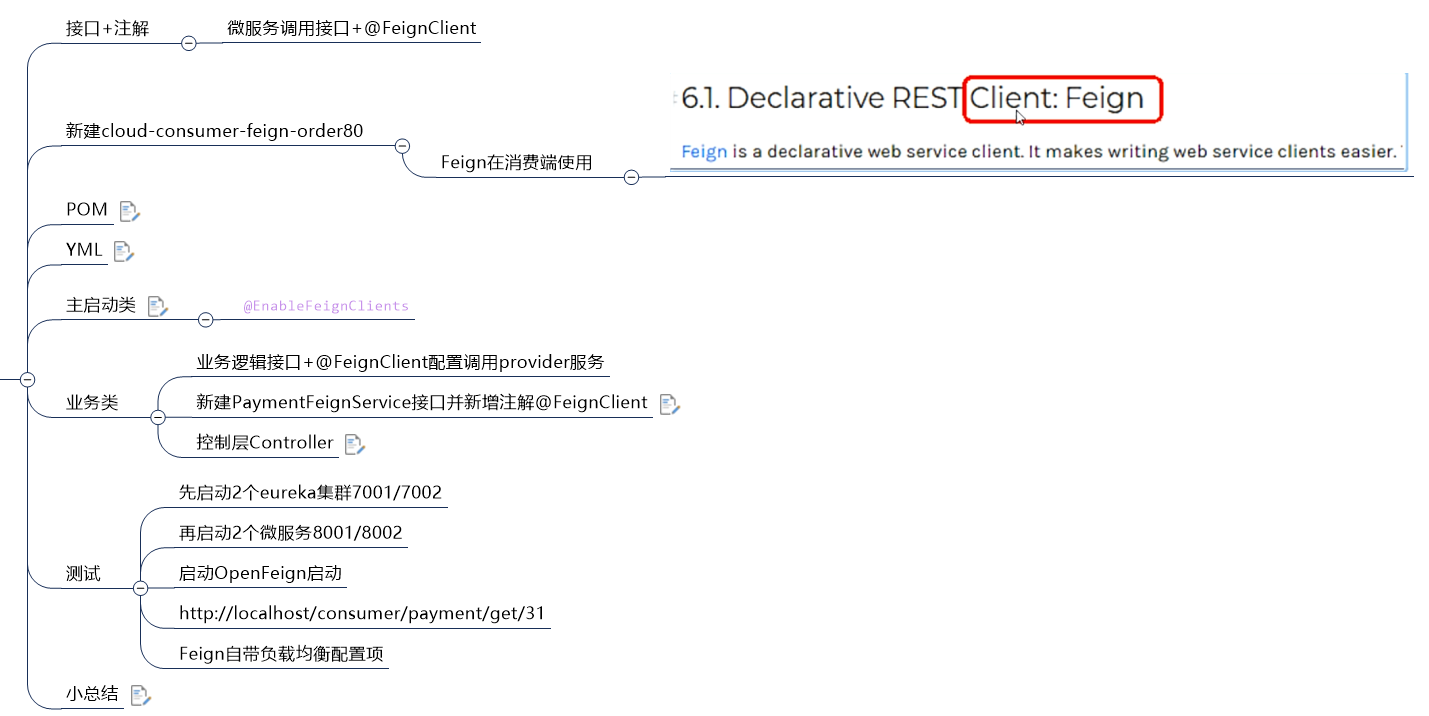 接口+注解
微服务调用接口+@FeignClient
6.1. Declarative REST Client: Feign
新建cloud-consumer-feign-order80
Feign在消费端使用
Feign is a declarative web service client. It makes writing web service clients easier.
POM
YML
主启动类
@EnableFeignClients
业务类
业务逻辑接口+@FeignClient配置调用provider服务
新建PaymentFeignService接口并新增注解@FeignClient
控制层Controller
测试
先启动2个eureka集群7001/7002
再启动2个微服务8001/8002
启动OpenFeign启动
http://localhost/consumer/payment/get/31
Feign自带负载均衡配置项
小总结